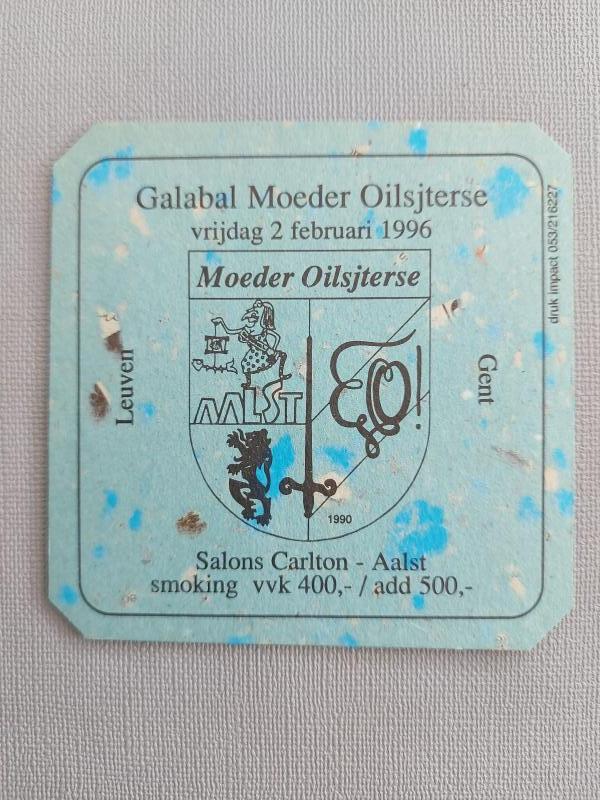 Galabal Moeder Oilsjterse
vrijdag 2 februari 1996
Moeder Oilsjterse
AALST
1990
Leuven
Gent
Salons Carlton - Aalst
smoking vvk 400,- / add 500,-
druk Impact 053/216227